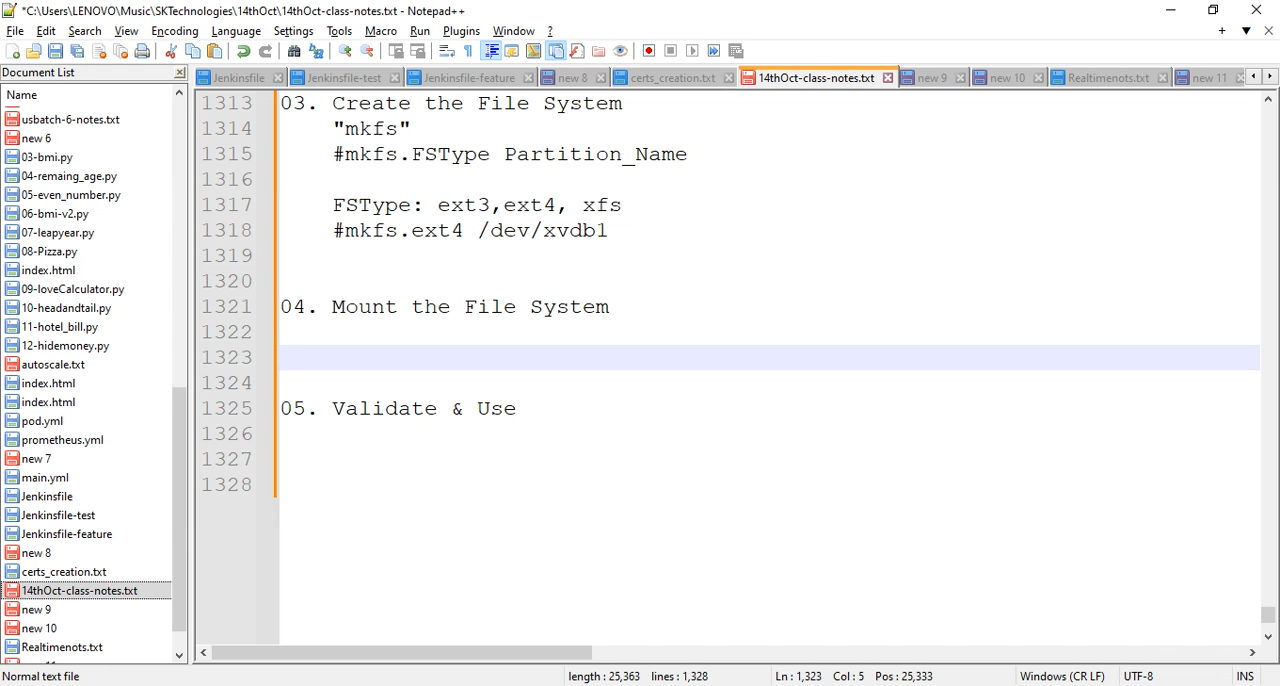 *C:\Users\LENOVO\Music\SKTechnologies\14thOct\14thOct-class-notes.txt - Notepad++
File Edit Search View Encoding Language Settings Tools Macro Run Plugins Window ?
Document List
Jenkinsfile Jenkinsfile-test Jenkinsfile-feature new 8 certs_creation.txt 14thOct-class-notes.txt new 9 new 10 Realtimenots.txt new 11
Name
usbatch-6-notes.txt
new 6
03-bmi.py
04-remaing_age.py
05-even_number.py
06-bmi-v2.py
07-leapyear.py
08-Pizza.py
index.html
09-loveCalculator.py
10-headandtail.py
11-hotel_bill.py
12-hidemoney.py
autoscale.txt
index.html
index.html
pod.yml
prometheus.yml
new 7
main.yml
Jenkinsfile
Jenkinsfile-test
Jenkinsfile-feature
new 8
certs_creation.txt
14thOct-class-notes.txt
new 9
new 10
Realtimenots.txt
1313 03. Create the File System
1314 "mkfs"
1315 #mkfs.FSType Partition_Name
1316
1317 FSType: ext3,ext4, xfs
1318 #mkfs.ext4 /dev/xvdb1
1319
1320
1321 04. Mount the File System
1322
1323
1324
1325 05. Validate & Use
1326
1327
1328
Normal text file length : 25,363 lines : 1,328 Ln : 1,323 Col : 5 Pos : 25,333 Windows (CR LF) UTF-8 INS